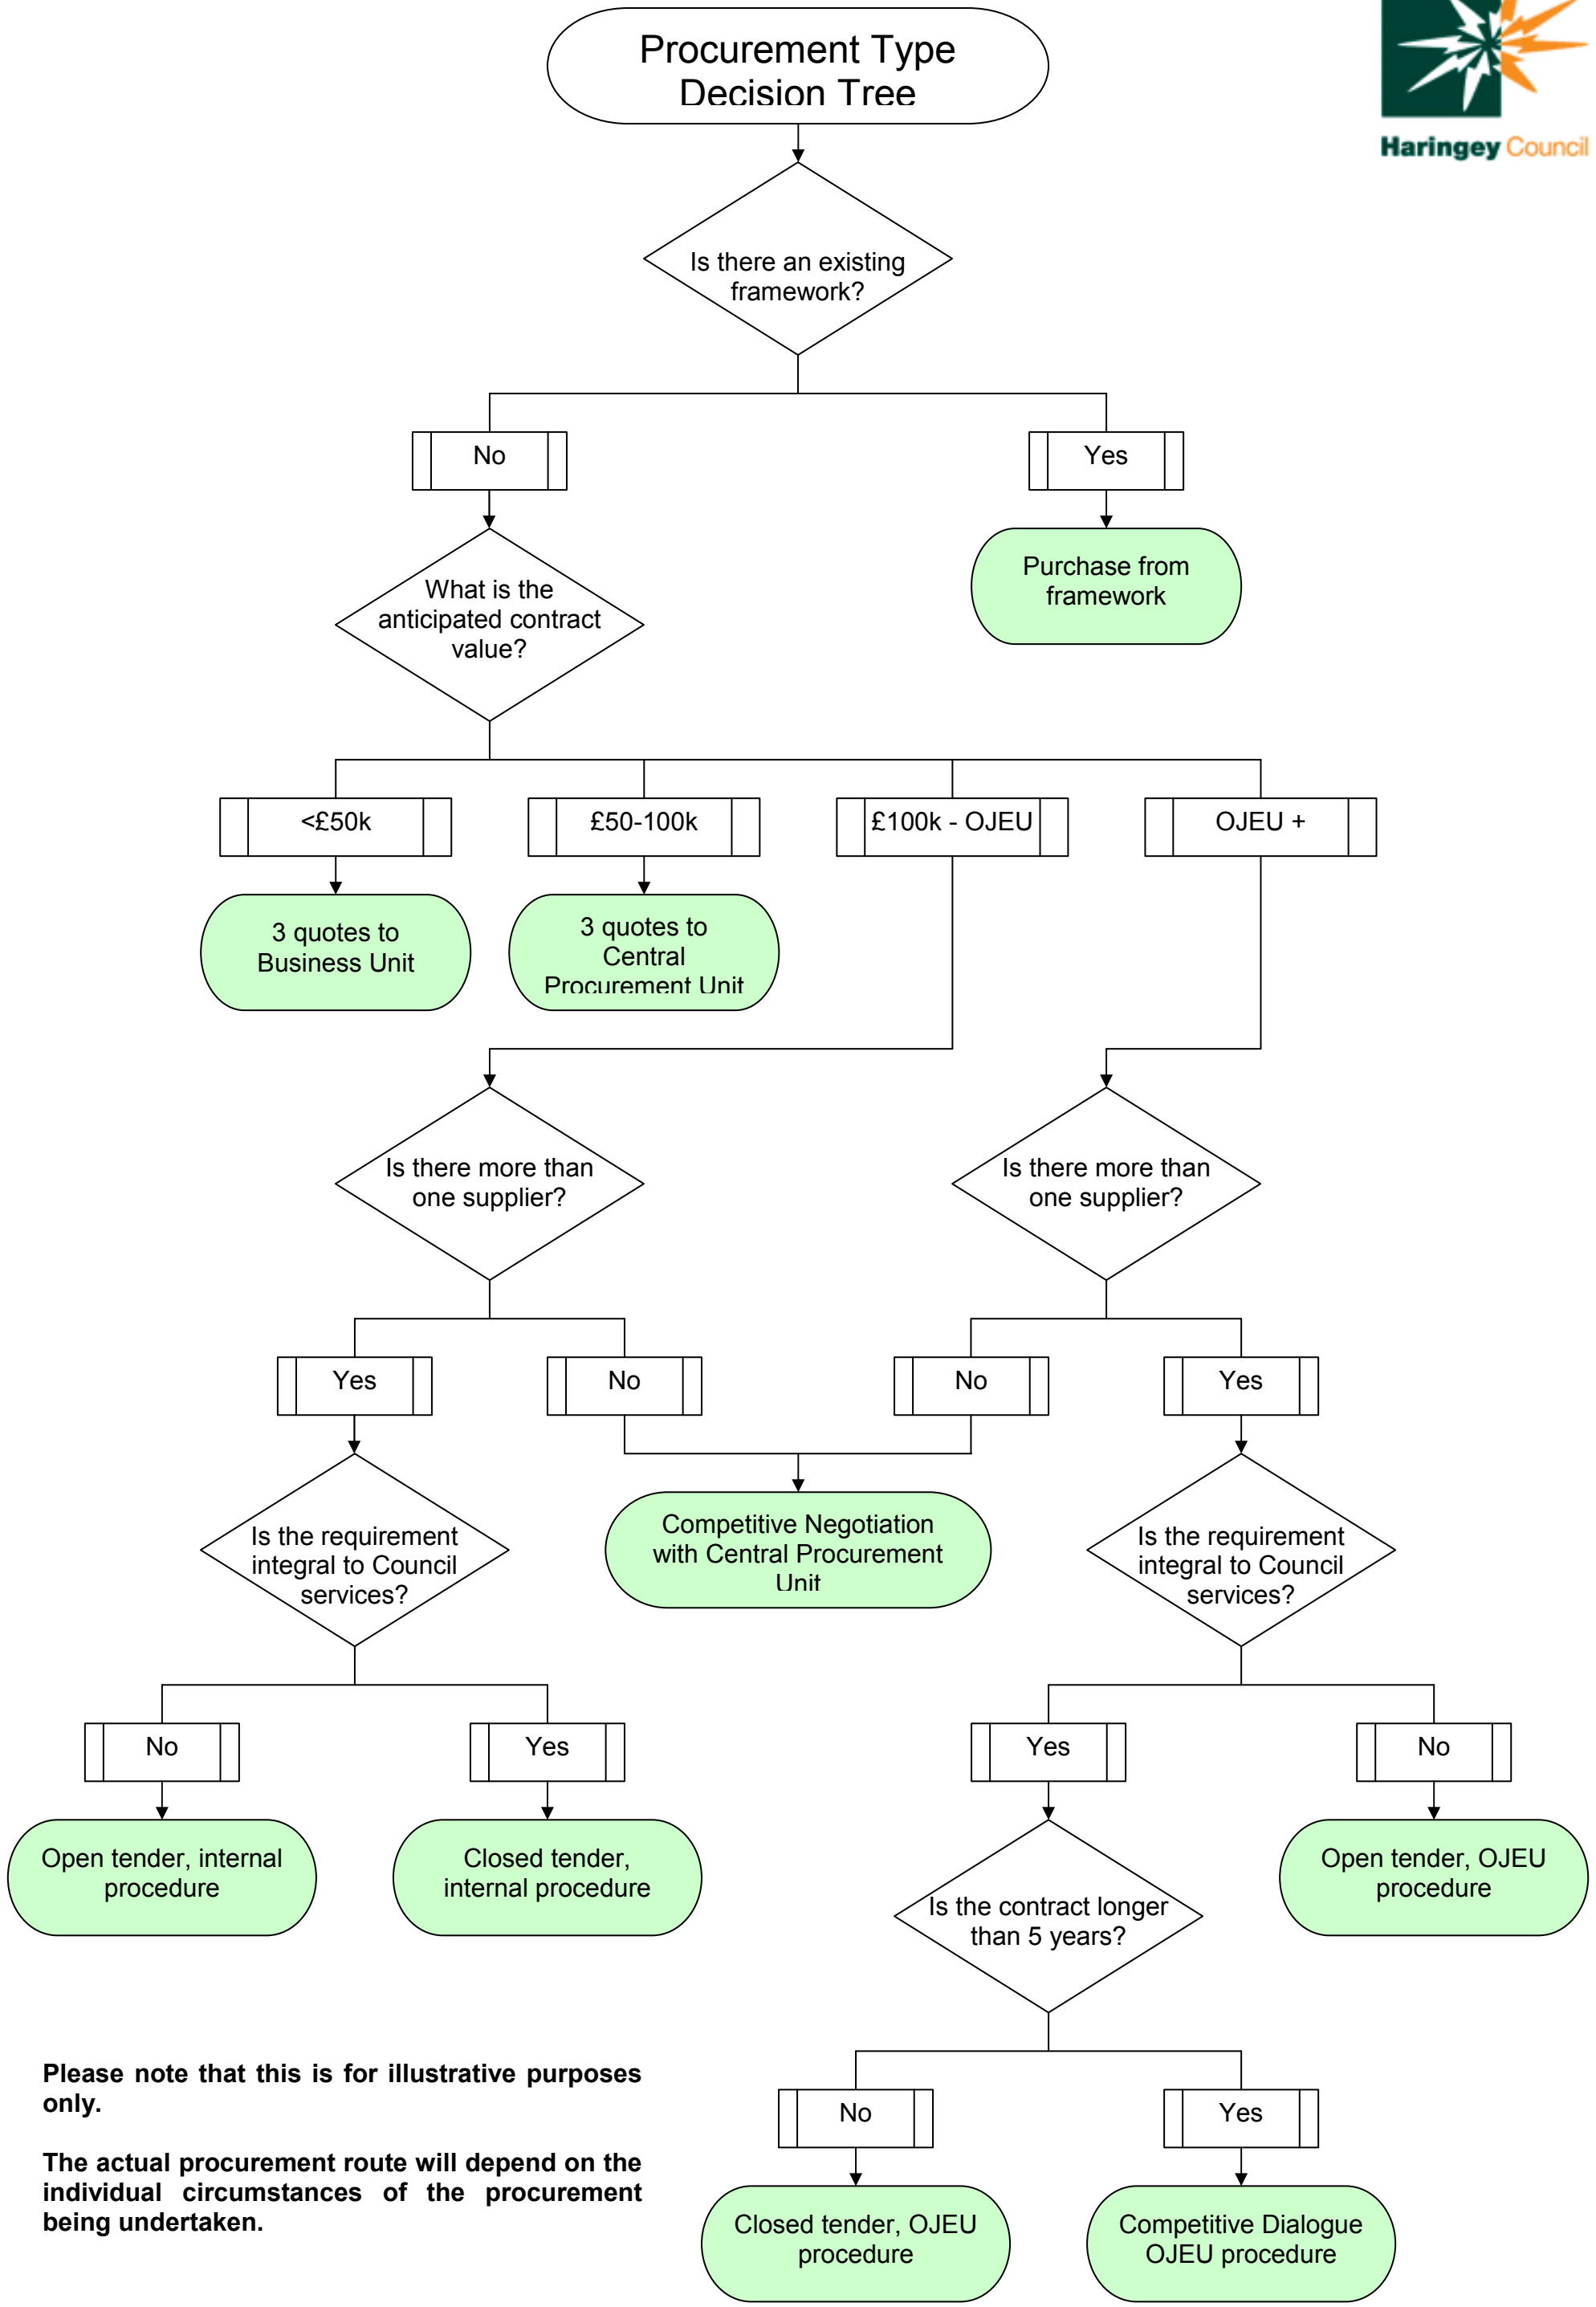 Procurement Type
Decision Tree
Haringey Council
Is there an existing
framework?
No
Yes
What is the
anticipated contract
value?
Purchase from
framework
<£50k
£50-100k
£100k - OJEU
OJEU +
3 quotes to
Business Unit
3 quotes to
Central
Procurement Unit
Is there more than
one supplier?
Is there more than
one supplier?
Yes
No
No
Yes
Is the requirement
integral to Council
services?
Competitive Negotiation
with Central Procurement
Unit
Is the requirement
integral to Council
services?
No
Yes
Yes
No
Open tender, internal
procedure
Closed tender,
internal procedure
Is the contract longer
than 5 years?
Open tender, OJEU
procedure
Please note that this is for illustrative purposes
only.
The actual procurement route will depend on the
individual circumstances of the procurement
being undertaken.
No
Yes
Closed tender, OJEU
procedure
Competitive Dialogue
OJEU procedure